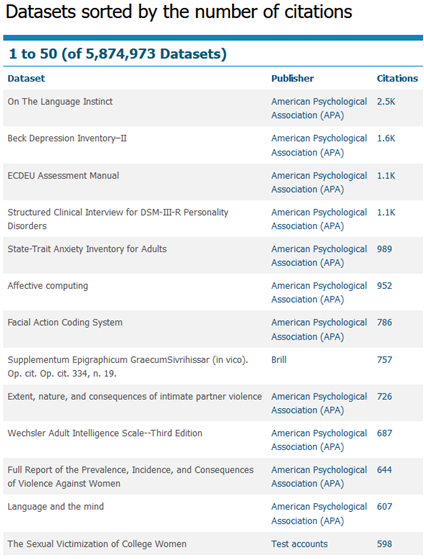 Datasets sorted by the number of citations
1 to 50 (of 5,874,973 Datasets)
Dataset Publisher Citations
On The Language Instinct American Psychological Association (APA) 2.5K
Beck Depression Inventory–II American Psychological Association (APA) 1.6K
ECDEU Assessment Manual American Psychological Association (APA) 1.1K
Structured Clinical Interview for DSM-III-R Personality Disorders American Psychological Association (APA) 1.1K
State-Trait Anxiety Inventory for Adults American Psychological Association (APA) 989
Affective computing American Psychological Association (APA) 952
Facial Action Coding System American Psychological Association (APA) 786
Supplementum Epigraphicum GraecumSivrihissar (in vico). Op. cit. Op. cit. 334, n. 19. Brill 757
Extent, nature, and consequences of intimate partner violence American Psychological Association (APA) 726
Wechsler Adult Intelligence Scale--Third Edition American Psychological Association (APA) 687
Full Report of the Prevalence, Incidence, and Consequences of Violence Against Women American Psychological Association (APA) 644
Language and the mind American Psychological Association (APA) 607
The Sexual Victimization of College Women Test accounts 598